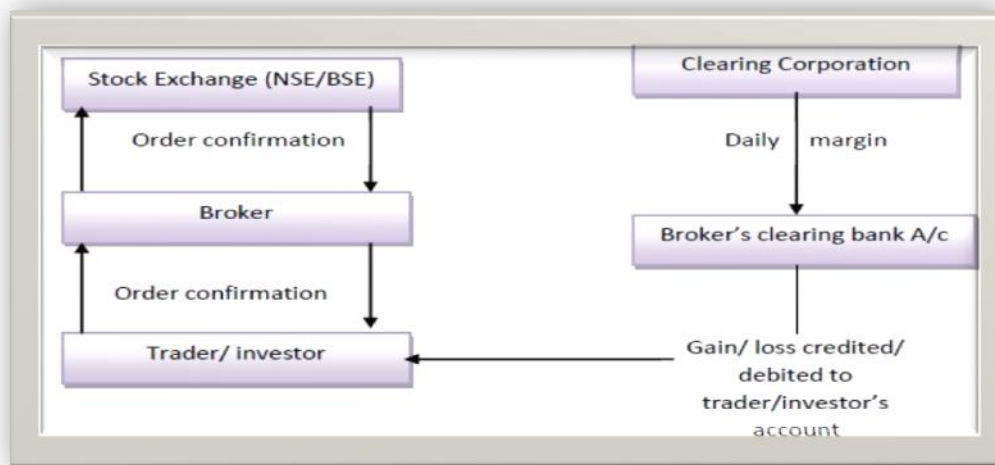 Stock Exchange (NSE/BSE)
Order confirmation
Broker
Order confirmation
Trader/ investor
Clearing Corporation
Daily margin
Broker's clearing bank A/c
Gain/ loss credited/
debited to
trader/investor's
account